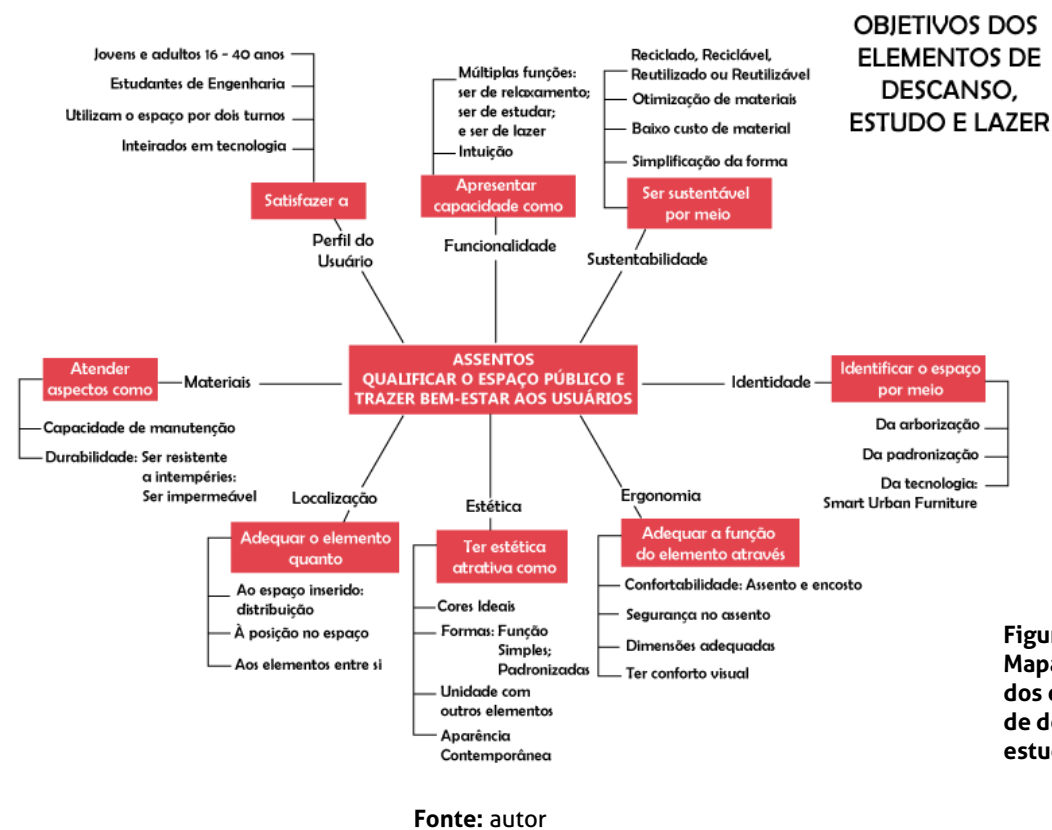 OBJETIVOS DOS
ELEMENTOS DE
DESCANSO,
ESTUDO E LAZER
Jovens e adultos 16 - 40 anos
Estudantes de Engenharia
Utilizam o espaço por dois turnos
Inteirados em tecnologia
Satisfazer a
Perfil do
Usuário
Múltiplas funções:
ser de relaxamento;
ser de estudar;
e ser de lazer
Intuição
Apresentar
capacidade como
Funcionalidade
Reciclado, Reciclável,
Reutilizado ou Reutilizável
Otimização de materiais
Baixo custo de material
Simplificação da forma
Ser sustentável
por meio
Sustentabilidade
ASSENTOS
QUALIFICAR O ESPAÇO PÚBLICO E
TRAZER BEM-ESTAR AOS USUÁRIOS
Atender
aspectos como
Materiais
Capacidade de manutenção
Durabilidade: Ser resistente
a intempéries:
Ser impermeável
Identidade
Identificar o espaço
por meio
Da arborização
Da padronização
Da tecnologia:
Smart Urban Furniture
Localização
Adequar o elemento
quanto
Ao espaço inserido:
distribuição
À posição no espaço
Aos elementos entre si
Estética
Ter estética
atrativa como
Cores Ideais
Formas: Função
Simples;
Padronizadas
Unidade com
outros elementos
Aparência
Contemporânea
Ergonomia
Adequar a função
do elemento através
Confortabilidade: Assento e encosto
Segurança no assento
Dimensões adequadas
Ter conforto visual
Mapa
dos
de
Fonte: autor